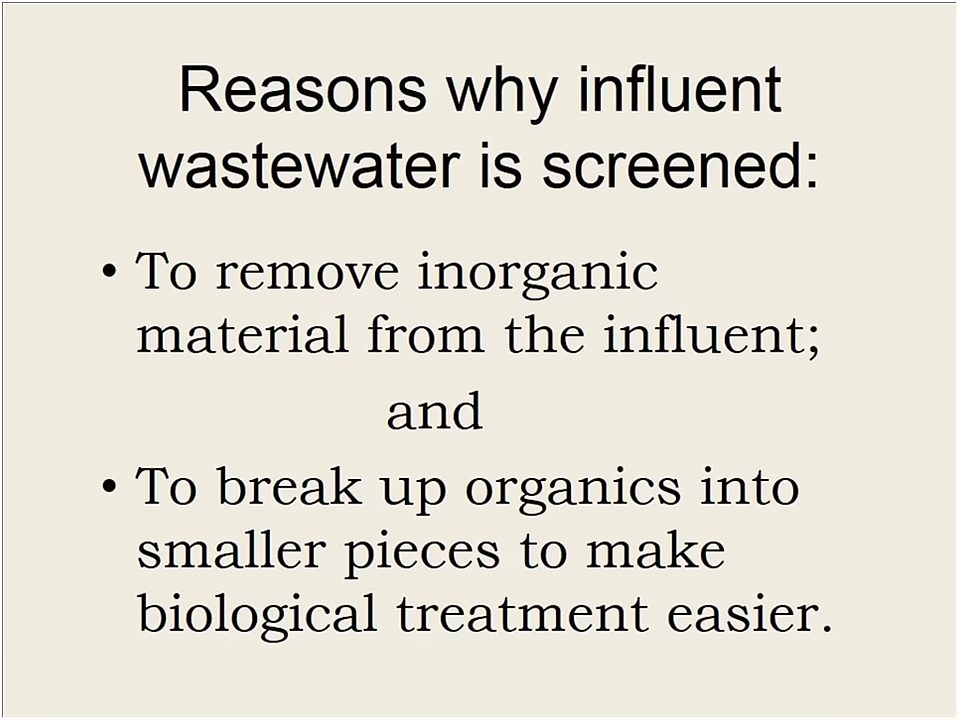 Reasons why influent
wastewater is screened:
• To remove inorganic
material from the influent;
and
• To break up organics into
smaller pieces to make
biological treatment easier.